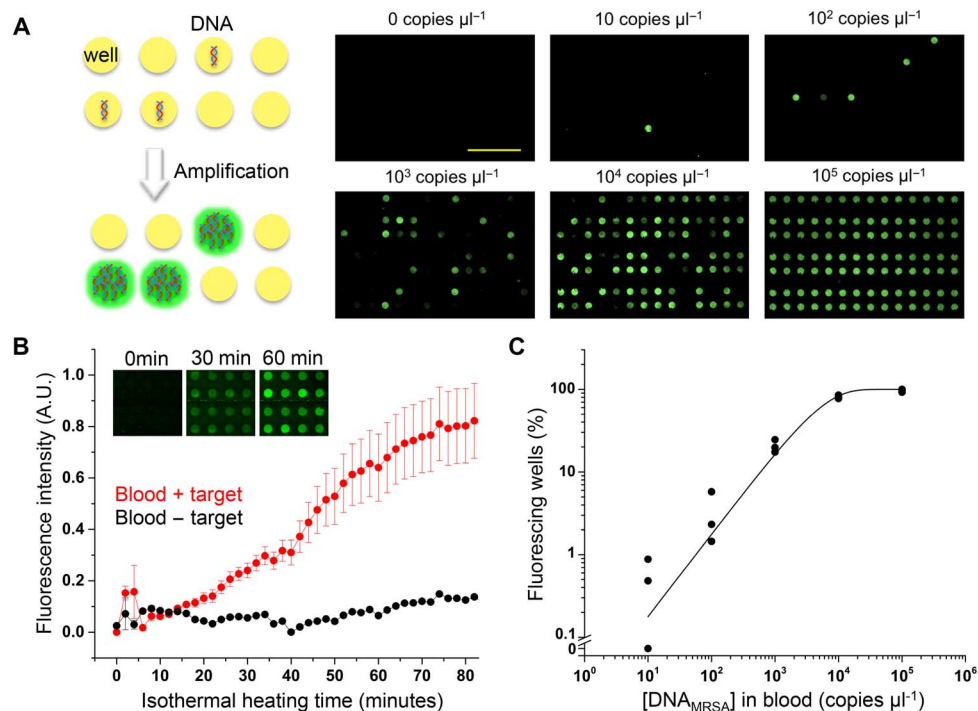 A
DNA
well
Amplification
0 copies µl⁻¹
10 copies µl⁻¹
10² copies µl⁻¹
10³ copies µl⁻¹
10⁴ copies µl⁻¹
10⁵ copies µl⁻¹
B
0min
30 min
60 min
Blood + target
Blood – target
Fluorescence intensity (A.U.)
1.0
0.8
0.6
0.4
0.2
0.0
0 10 20 30 40 50 60 70 80
Isothermal heating time (minutes)
C
Fluorescing wells (%)
100
10
1
0.1
0
10⁰ 10¹ 10² 10³ 10⁴ 10⁵ 10⁶
[DNA_MRSA] in blood (copies µl⁻¹)